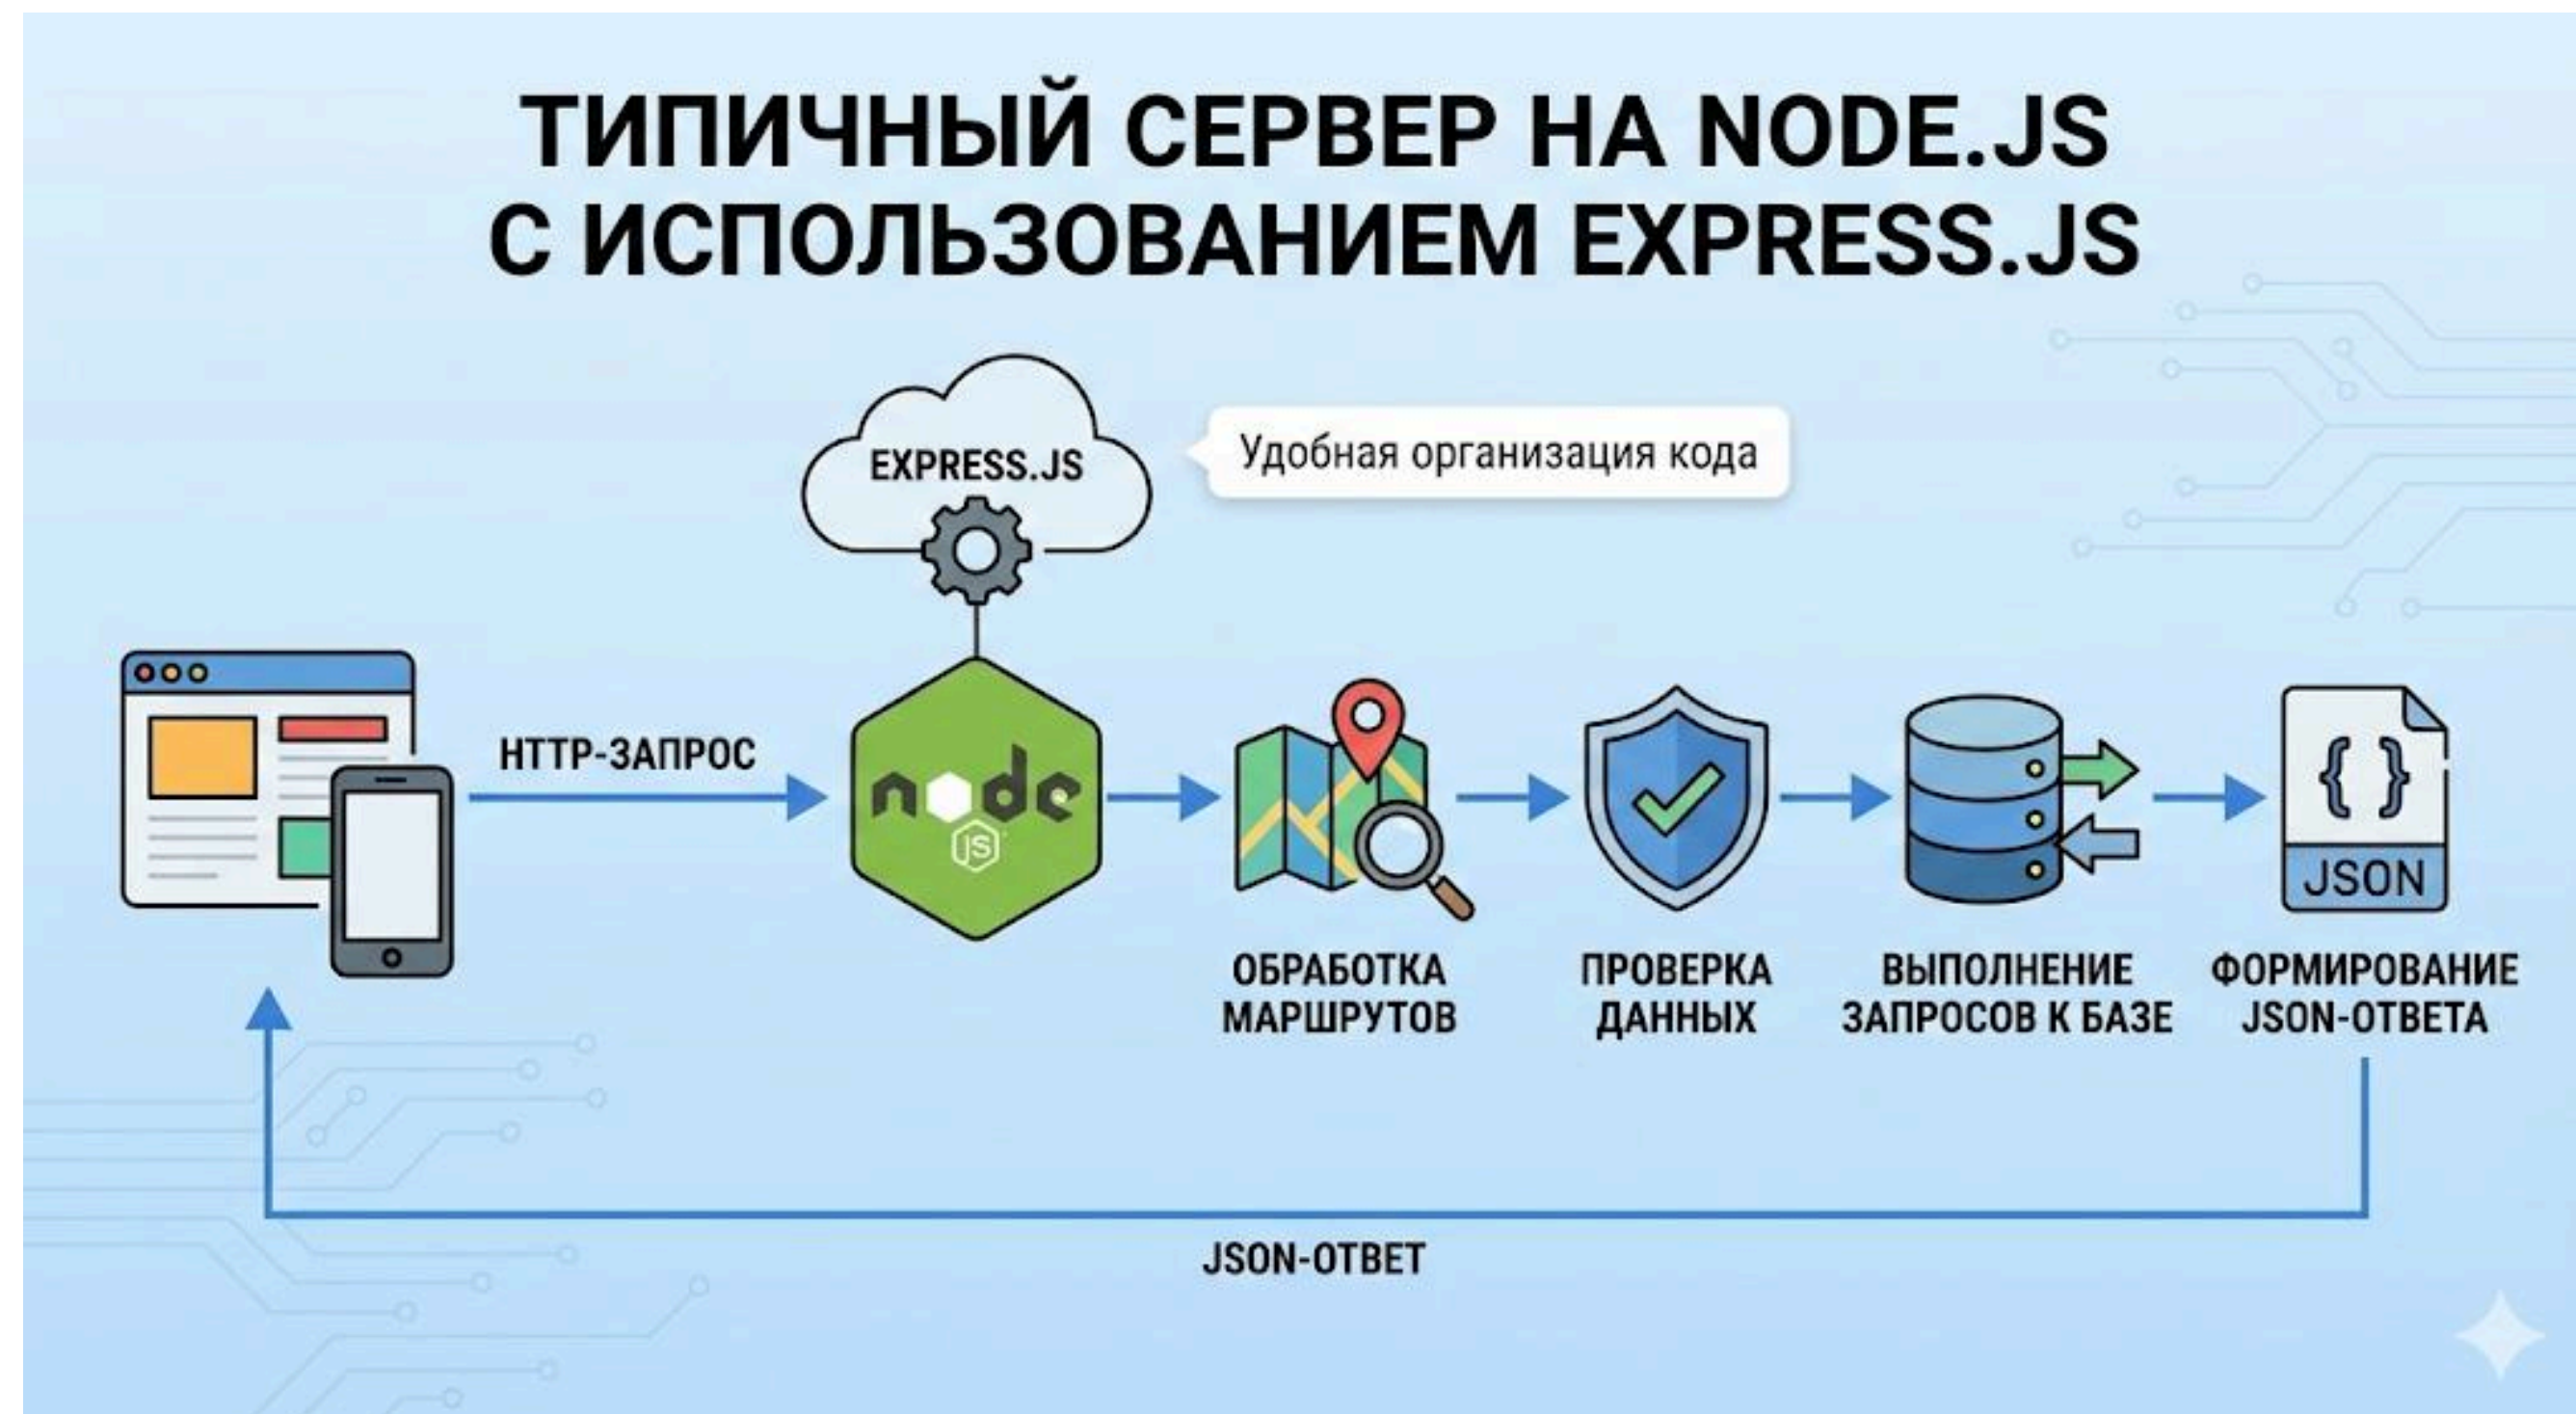 ТИПИЧНЫЙ СЕРВЕР НА NODE.JS
С ИСПОЛЬЗОВАНИЕМ EXPRESS.JS
EXPRESS.JS
Удобная организация кода
HTTP-ЗАПРОС
node
JS
JSON
ОБРАБОТКА
МАРШРУТОВ
ПРОВЕРКА
ДАННЫХ
ВЫПОЛНЕНИЕ
ЗАПРОСОВ К БАЗЕ
ФОРМИРОВАНИЕ
JSON-ОТВЕТА
JSON-ОТВЕТ